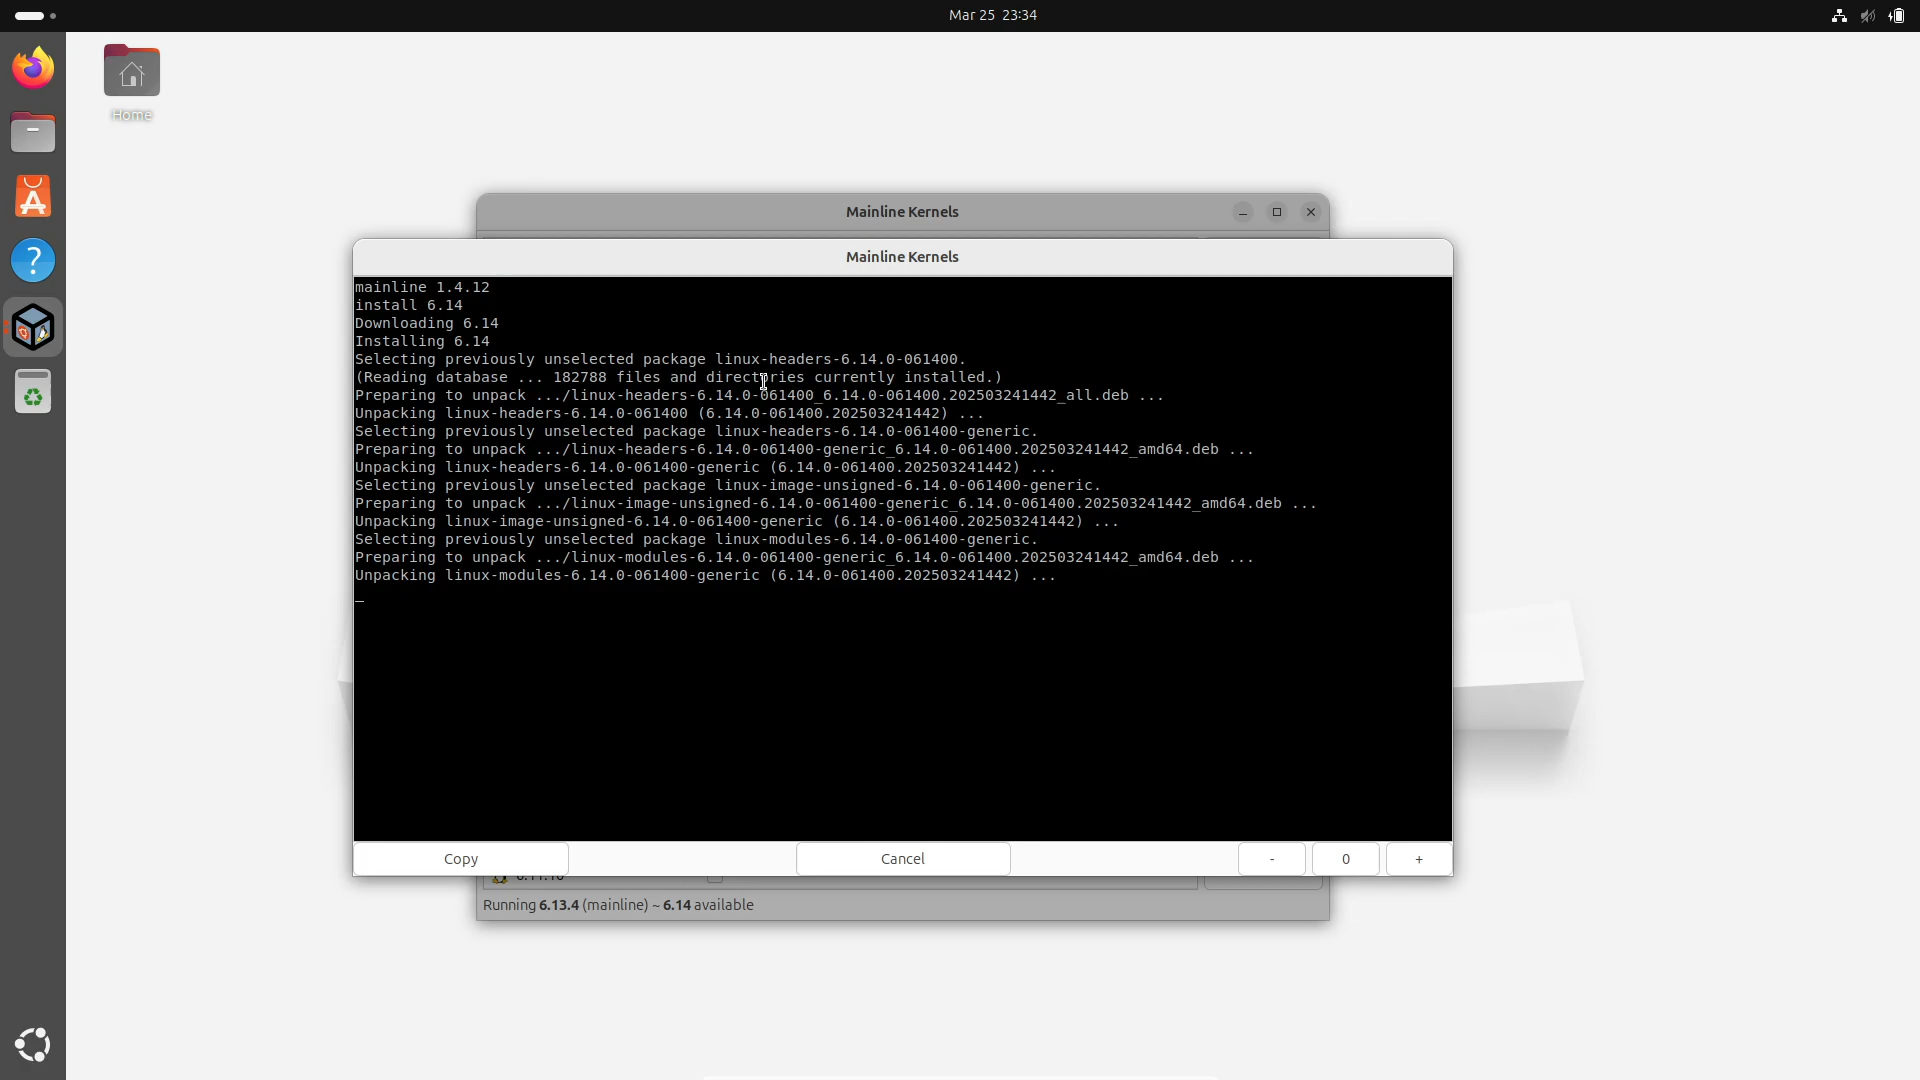 Mar 25 23:34
Home
Mainline Kernels
Mainline Kernels
mainline 1.4.12
install 6.14
Downloading 6.14
Installing 6.14
Selecting previously unselected package linux-headers-6.14.0-061400.
(Reading database ... 182788 files and directories currently installed.)
Preparing to unpack .../linux-headers-6.14.0-061400_6.14.0-061400.202503241442_all.deb ...
Unpacking linux-headers-6.14.0-061400 (6.14.0-061400.202503241442) ...
Selecting previously unselected package linux-headers-6.14.0-061400-generic.
Preparing to unpack .../linux-headers-6.14.0-061400-generic_6.14.0-061400.202503241442_amd64.deb ...
Unpacking linux-headers-6.14.0-061400-generic (6.14.0-061400.202503241442) ...
Selecting previously unselected package linux-image-unsigned-6.14.0-061400-generic.
Preparing to unpack .../linux-image-unsigned-6.14.0-061400-generic_6.14.0-061400.202503241442_amd64.deb ...
Unpacking linux-image-unsigned-6.14.0-061400-generic (6.14.0-061400.202503241442) ...
Selecting previously unselected package linux-modules-6.14.0-061400-generic.
Preparing to unpack .../linux-modules-6.14.0-061400-generic_6.14.0-061400.202503241442_amd64.deb ...
Unpacking linux-modules-6.14.0-061400-generic (6.14.0-061400.202503241442) ...
Copy Cancel - 0 +
Running 6.13.4 (mainline) ~ 6.14 available